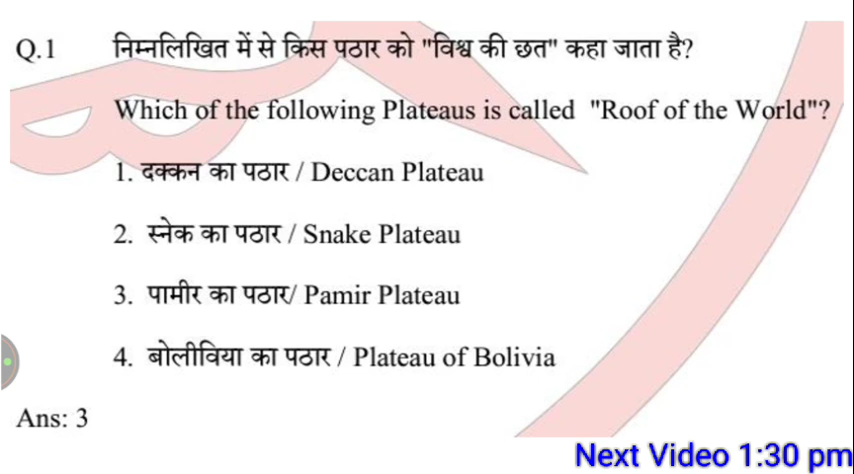 Q.1 निम्नलिखित में से किस पठार को "विश्व की छत" कहा जाता है?
Which of the following Plateaus is called "Roof of the World"?
1. दक्कन का पठार / Deccan Plateau
2. स्नेक का पठार / Snake Plateau
3. पामीर का पठार/ Pamir Plateau
4. बोलीविया का पठार / Plateau of Bolivia
Ans: 3
Next Video 1:30 pm